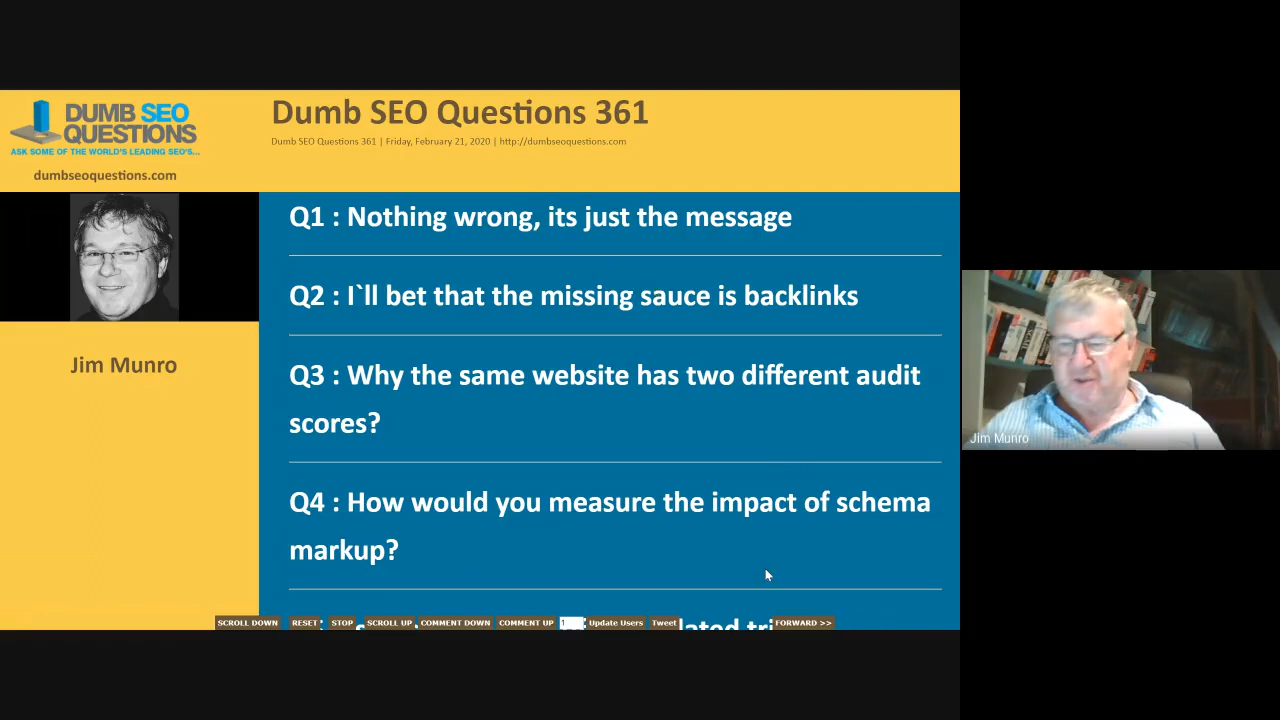 DUMB SEO
QUESTIONS
ASK SOME OF THE WORLD'S LEADING SEO'S...
dumbseoquestions.com
Dumb SEO Questions 361
Dumb SEO Questions 361 | Friday, February 21, 2020 | http://dumbseoquestions.com
Jim Munro
Q1 : Nothing wrong, its just the message
Q2 : I`ll bet that the missing sauce is backlinks
Q3 : Why the same website has two different audit
scores?
Q4 : How would you measure the impact of schema
markup?
SCROLL DOWN RESET STOP SCROLL UP COMMENT DOWN COMMENT UP 1 Update Users Tweet FORWARD >>
Jim Munro